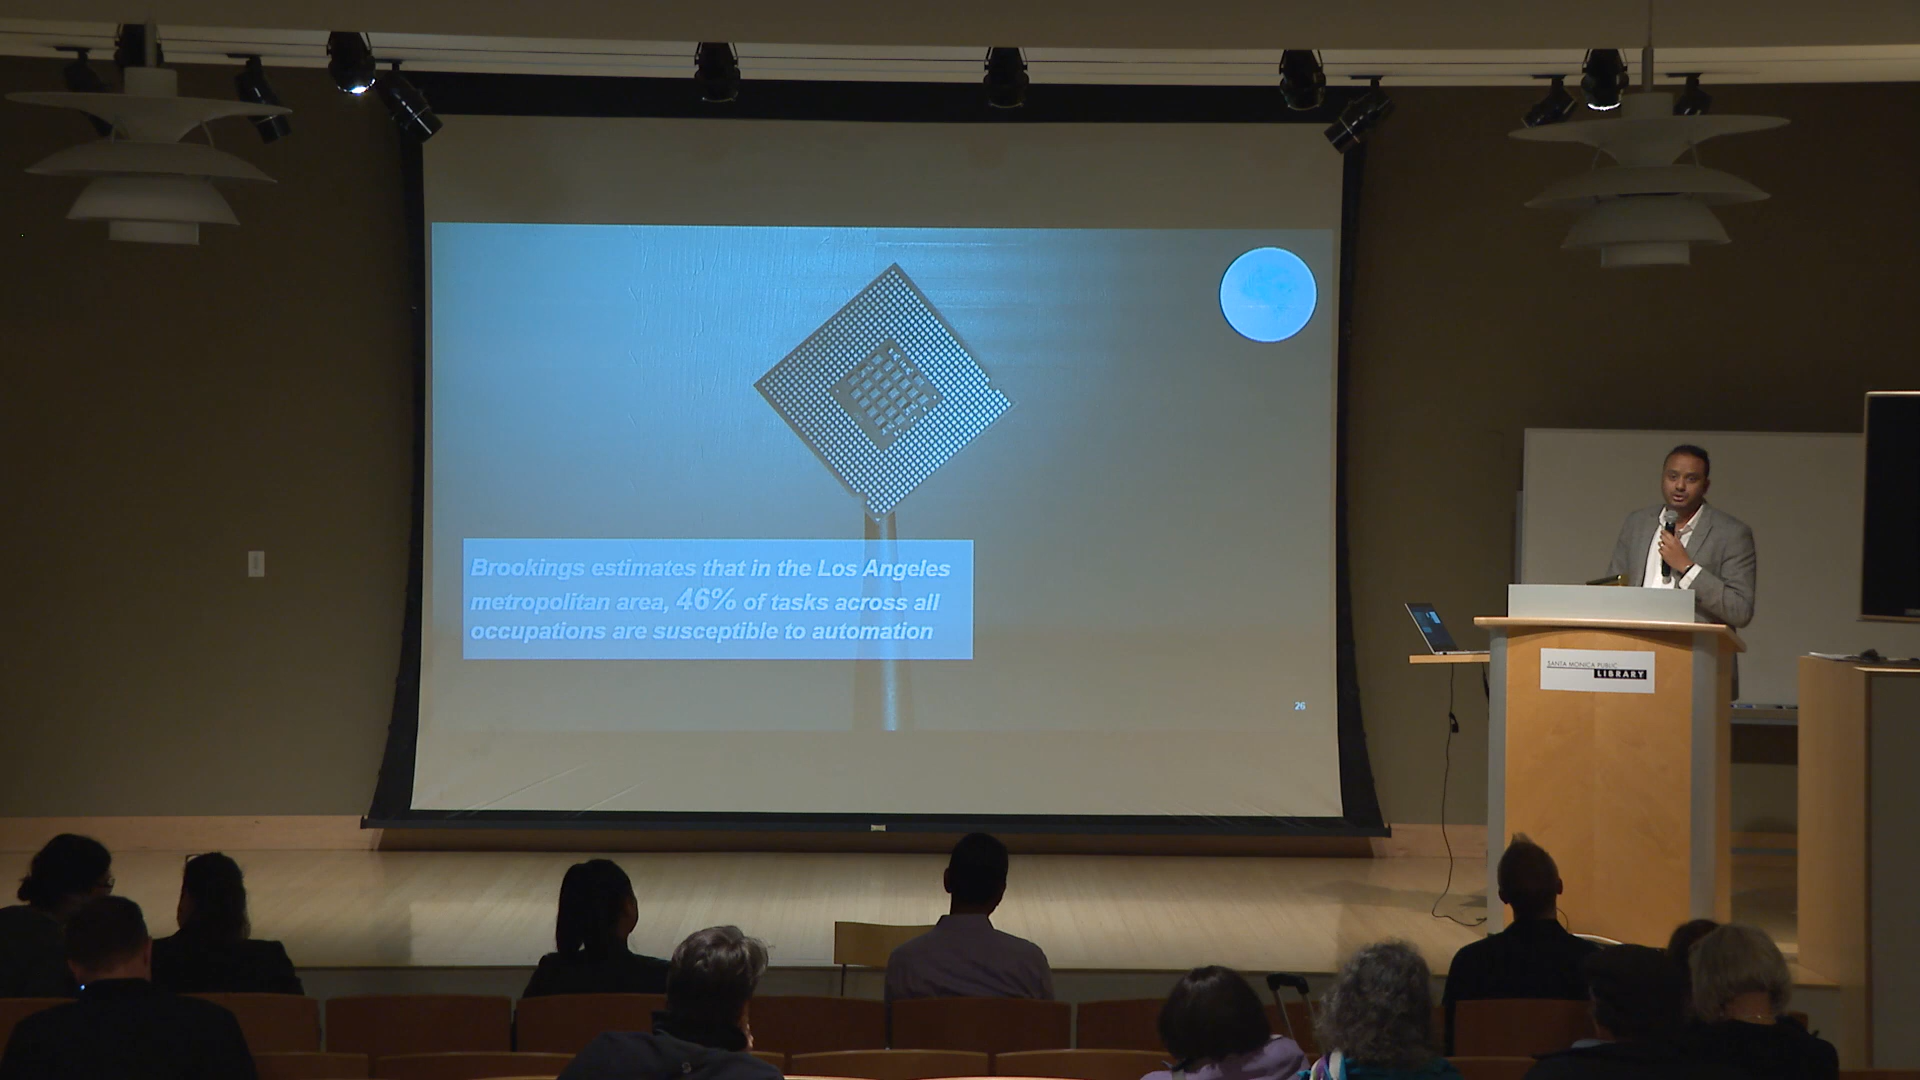 Brookings estimates that in the Los Angeles
metropolitan area, 46% of tasks across all
occupations are susceptible to automation
26
SANTA MONICA PUBLIC
LIBRARY